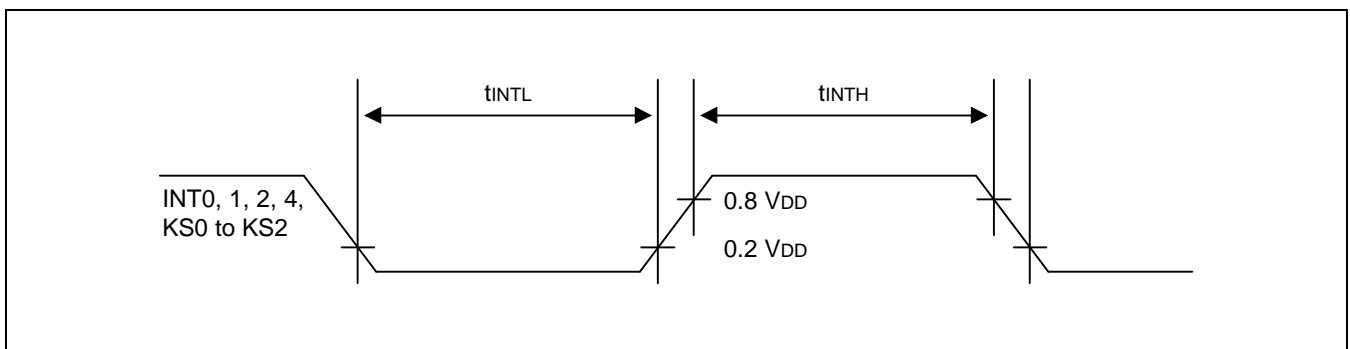 tINTL
tINTH
INT0, 1, 2, 4,
KS0 to KS2
0.8 VDD
0.2 VDD